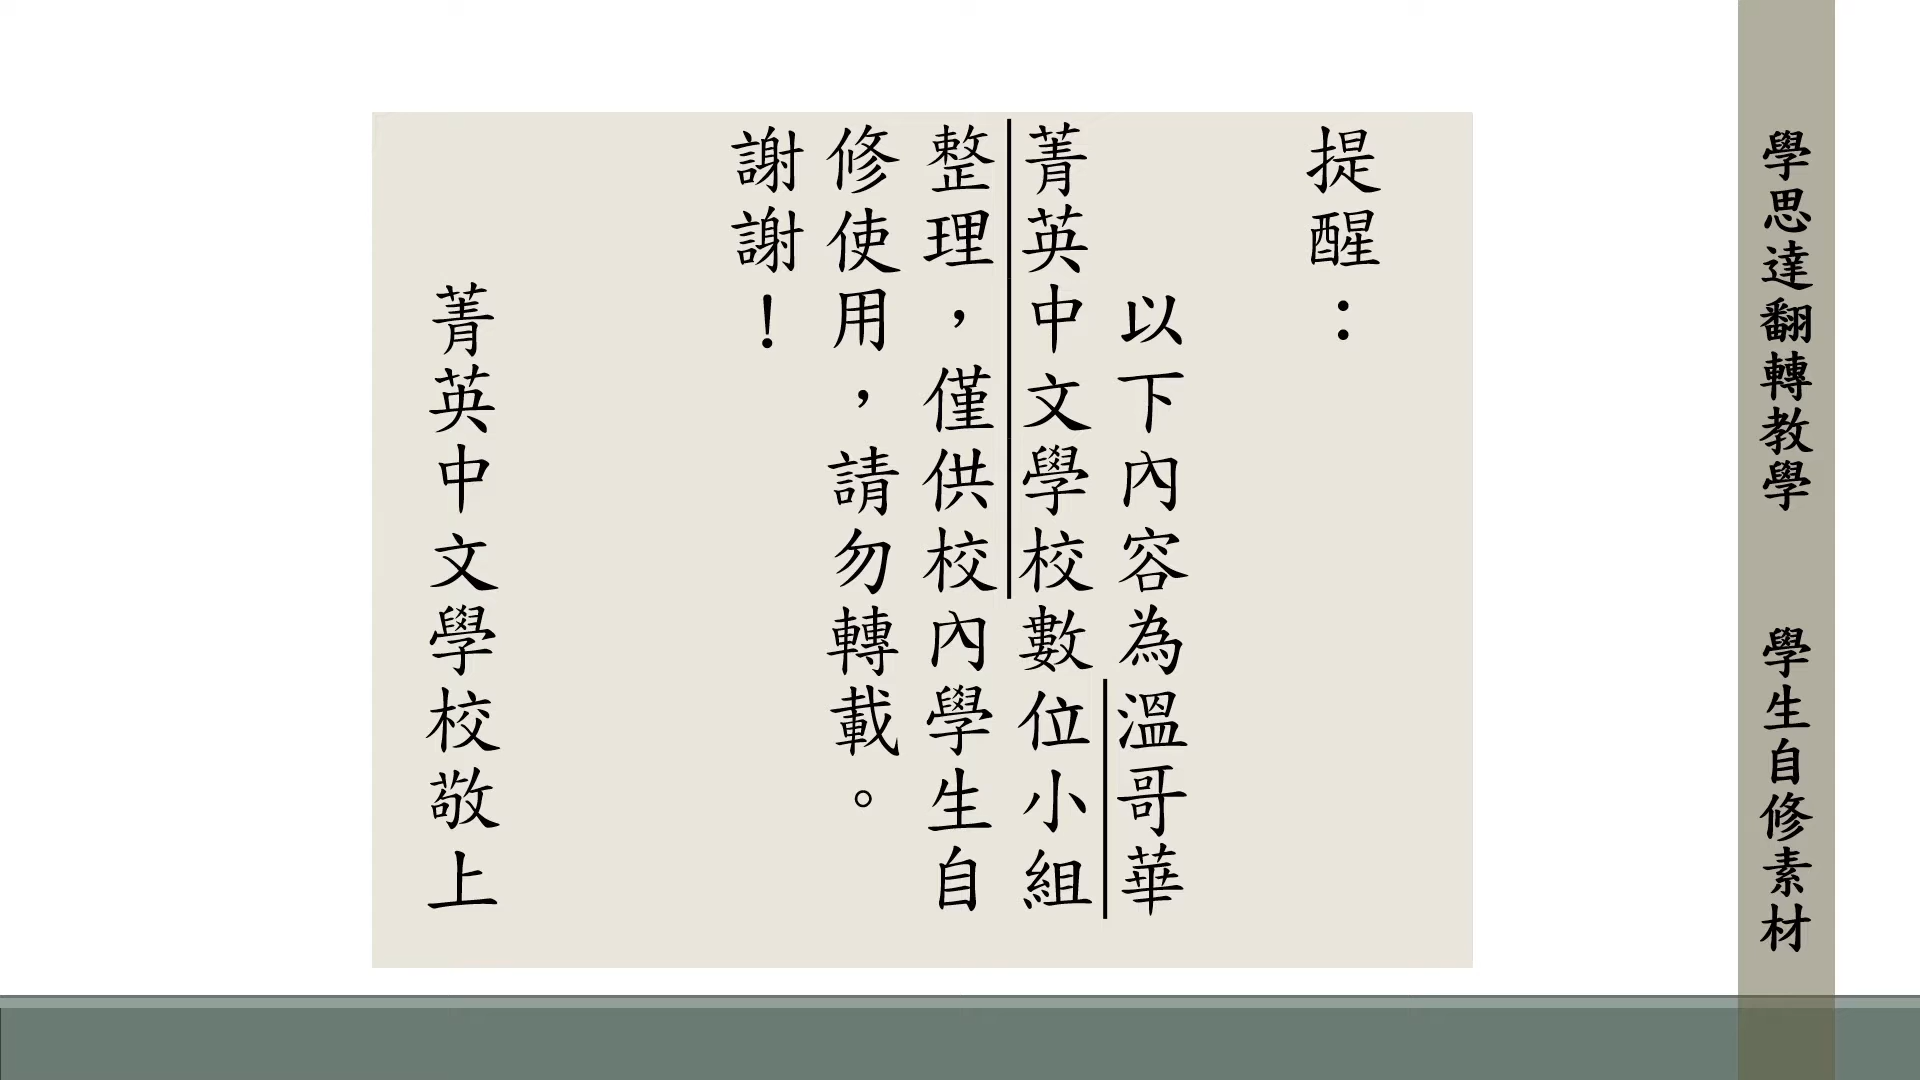 學思達翻轉教學　學生自修素材
提醒：
以下內容為溫哥華
菁英中文學校數位小組
整理，僅供校內學生自
修使用，請勿轉載。
謝謝！
菁英中文學校敬上